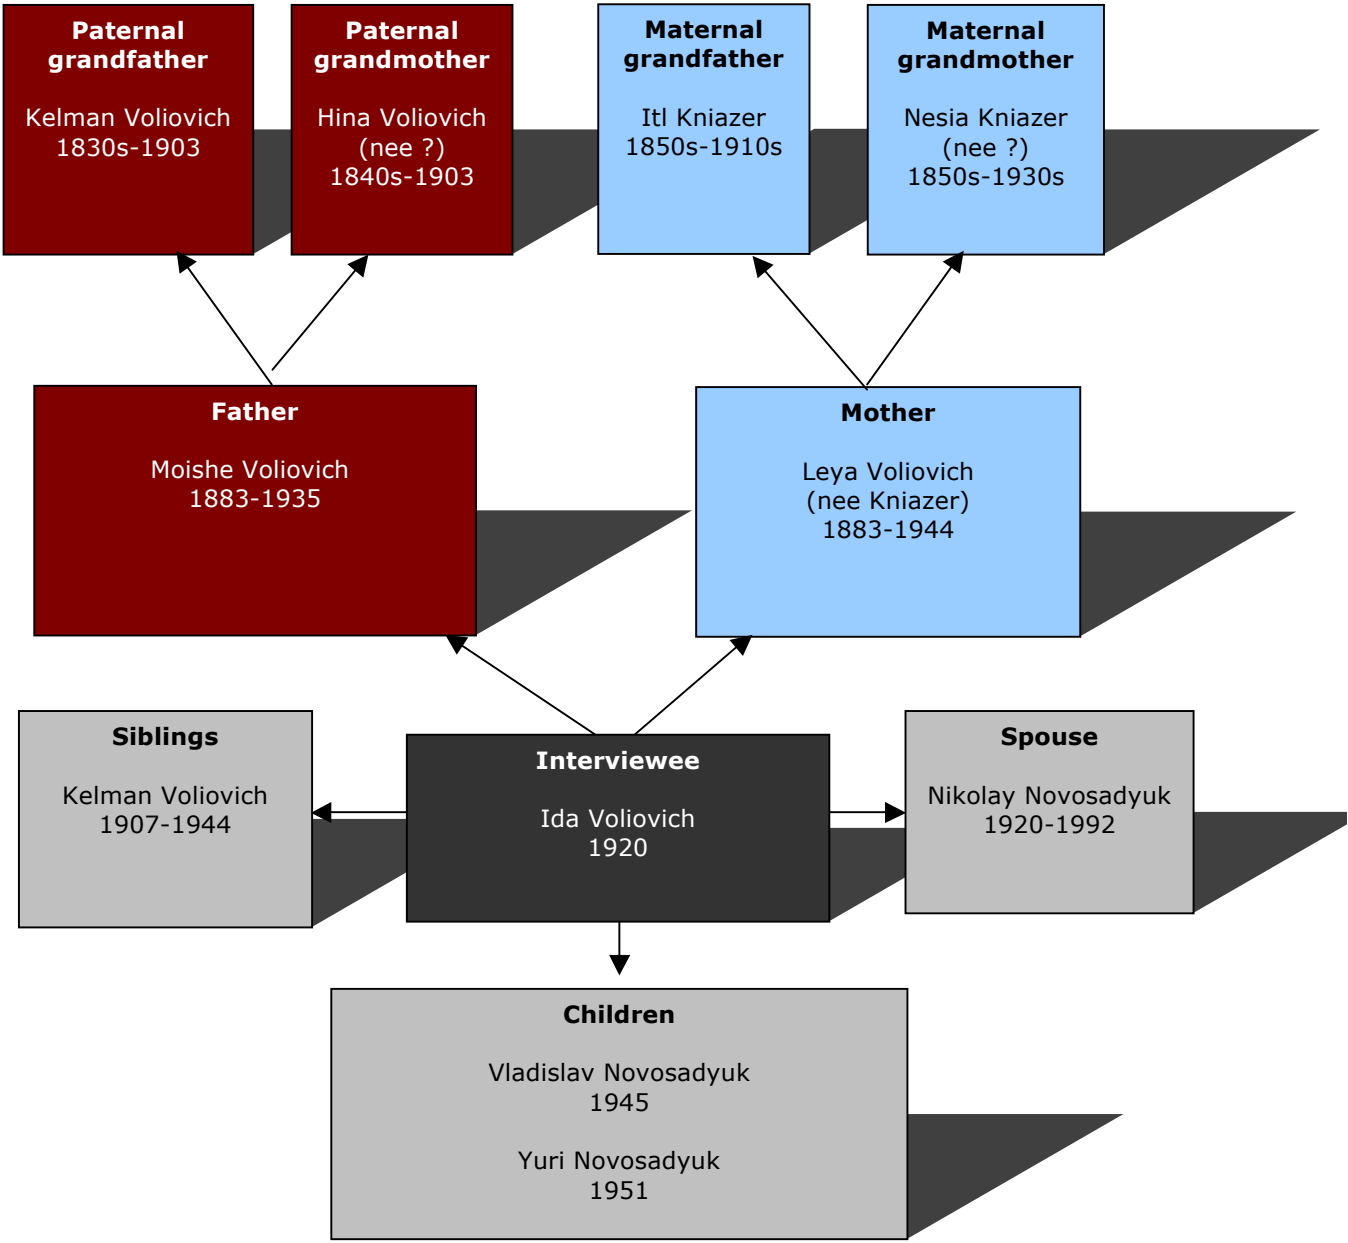 Paternal
grandfather
Kelman Voliovich
1830s-1903
Paternal
grandmother
Hina Voliovich
(nee ?)
1840s-1903
Maternal
grandfather
Itl Kniazer
1850s-1910s
Maternal
grandmother
Nesia Kniazer
(nee ?)
1850s-1930s
Father
Moishe Voliovich
1883-1935
Mother
Leya Voliovich
(nee Kniazer)
1883-1944
Siblings
Kelman Voliovich
1907-1944
Interviewee
Ida Voliovich
1920
Spouse
Nikolay Novosadyuk
1920-1992
Children
Vladislav Novosadyuk
1945
Yuri Novosadyuk
1951